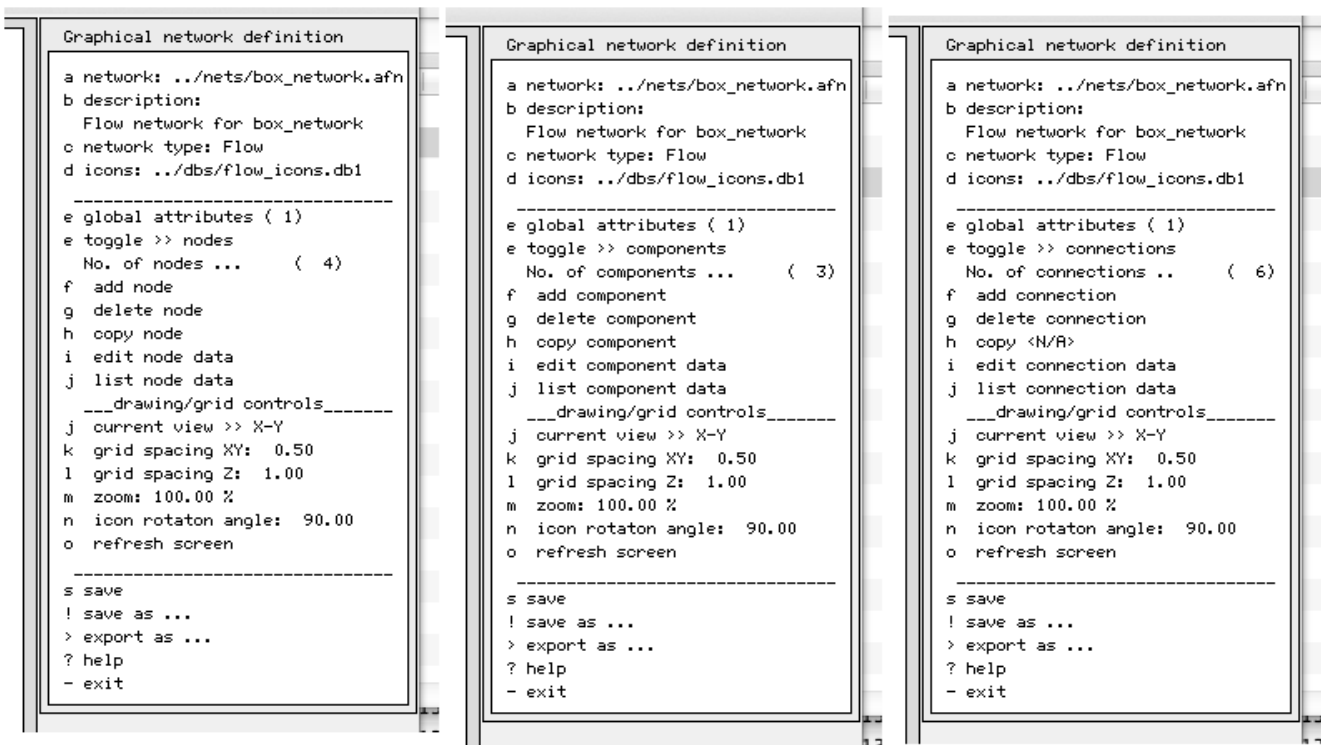 Graphical network definition
a network: ../nets/box_network.afn
b description:
Flow network for box_network
c network type: Flow
d icons: ../dbs/flow_icons.db1
e global attributes ( 1)
e toggle >> nodes
No. of nodes ... ( 4)
f add node
g delete node
h copy node
i edit node data
j list node data
___drawing/grid controls_______
j current view >> X-Y
k grid spacing XY: 0.50
l grid spacing Z: 1.00
m zoom: 100.00 %
n icon rotaton angle: 90.00
o refresh screen
s save
! save as ...
> export as ...
? help
- exit
Graphical network definition
a network: ../nets/box_network.afn
b description:
Flow network for box_network
c network type: Flow
d icons: ../dbs/flow_icons.db1
e global attributes ( 1)
e toggle >> components
No. of components ... ( 3)
f add component
g delete component
h copy component
i edit component data
j list component data
___drawing/grid controls_______
j current view >> X-Y
k grid spacing XY: 0.50
l grid spacing Z: 1.00
m zoom: 100.00 %
n icon rotaton angle: 90.00
o refresh screen
s save
! save as ...
> export as ...
? help
- exit
Graphical network definition
a network: ../nets/box_network.afn
b description:
Flow network for box_network
c network type: Flow
d icons: ../dbs/flow_icons.db1
e global attributes ( 1)
e toggle >> connections
No. of connections .. ( 6)
f add connection
g delete connection
h copy <N/A>
i edit connection data
j list connection data
___drawing/grid controls_______
j current view >> X-Y
k grid spacing XY: 0.50
l grid spacing Z: 1.00
m zoom: 100.00 %
n icon rotaton angle: 90.00
o refresh screen
s save
! save as ...
> export as ...
? help
- exit